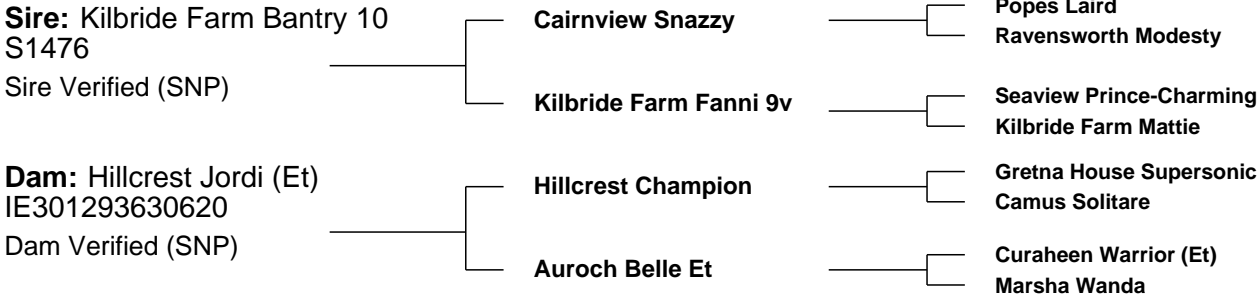 Sire: Kilbride Farm Bantry 10
S1476
Sire Verified (SNP)
Cairnview Snazzy
Kilbride Farm Fanni 9v
Popes Laird
Ravensworth Modesty
Seaview Prince-Charming
Kilbride Farm Mattie
Dam: Hillcrest Jordi (Et)
IE301293630620
Dam Verified (SNP)
Hillcrest Champion
Auroch Belle Et
Gretna House Supersonic
Camus Solitare
Curaheen Warrior (Et)
Marsha Wanda